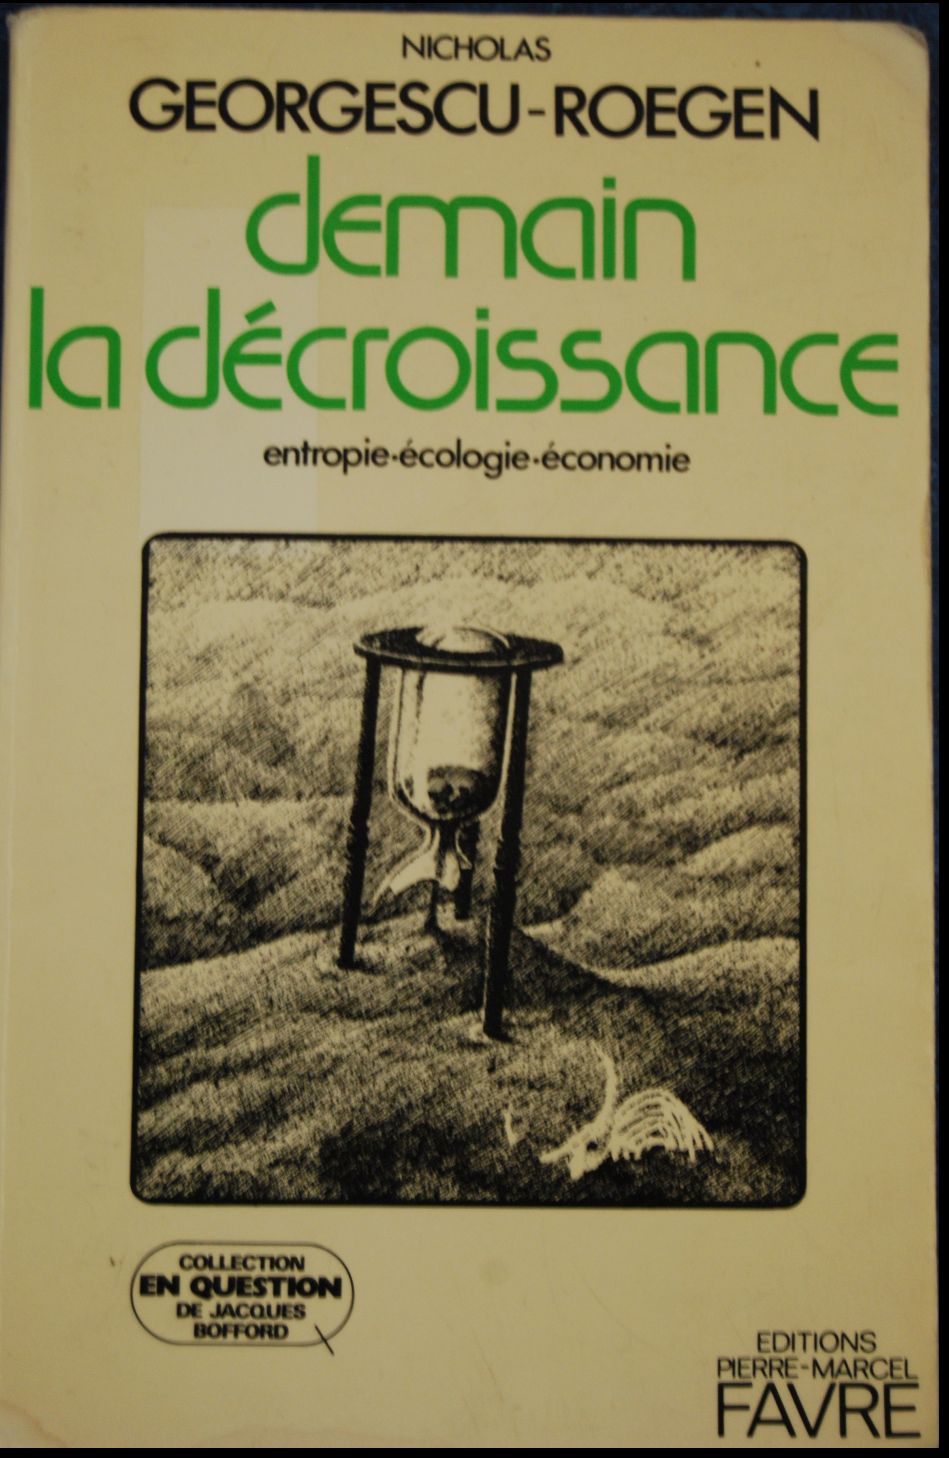 NICHOLAS
GEORGESCU-ROEGEN
demain
la décroissance
entropie·écologie·économie
COLLECTION
EN QUESTION
DE JACQUES
BOFFORD
EDITIONS
PIERRE-MARCEL
FAVRE